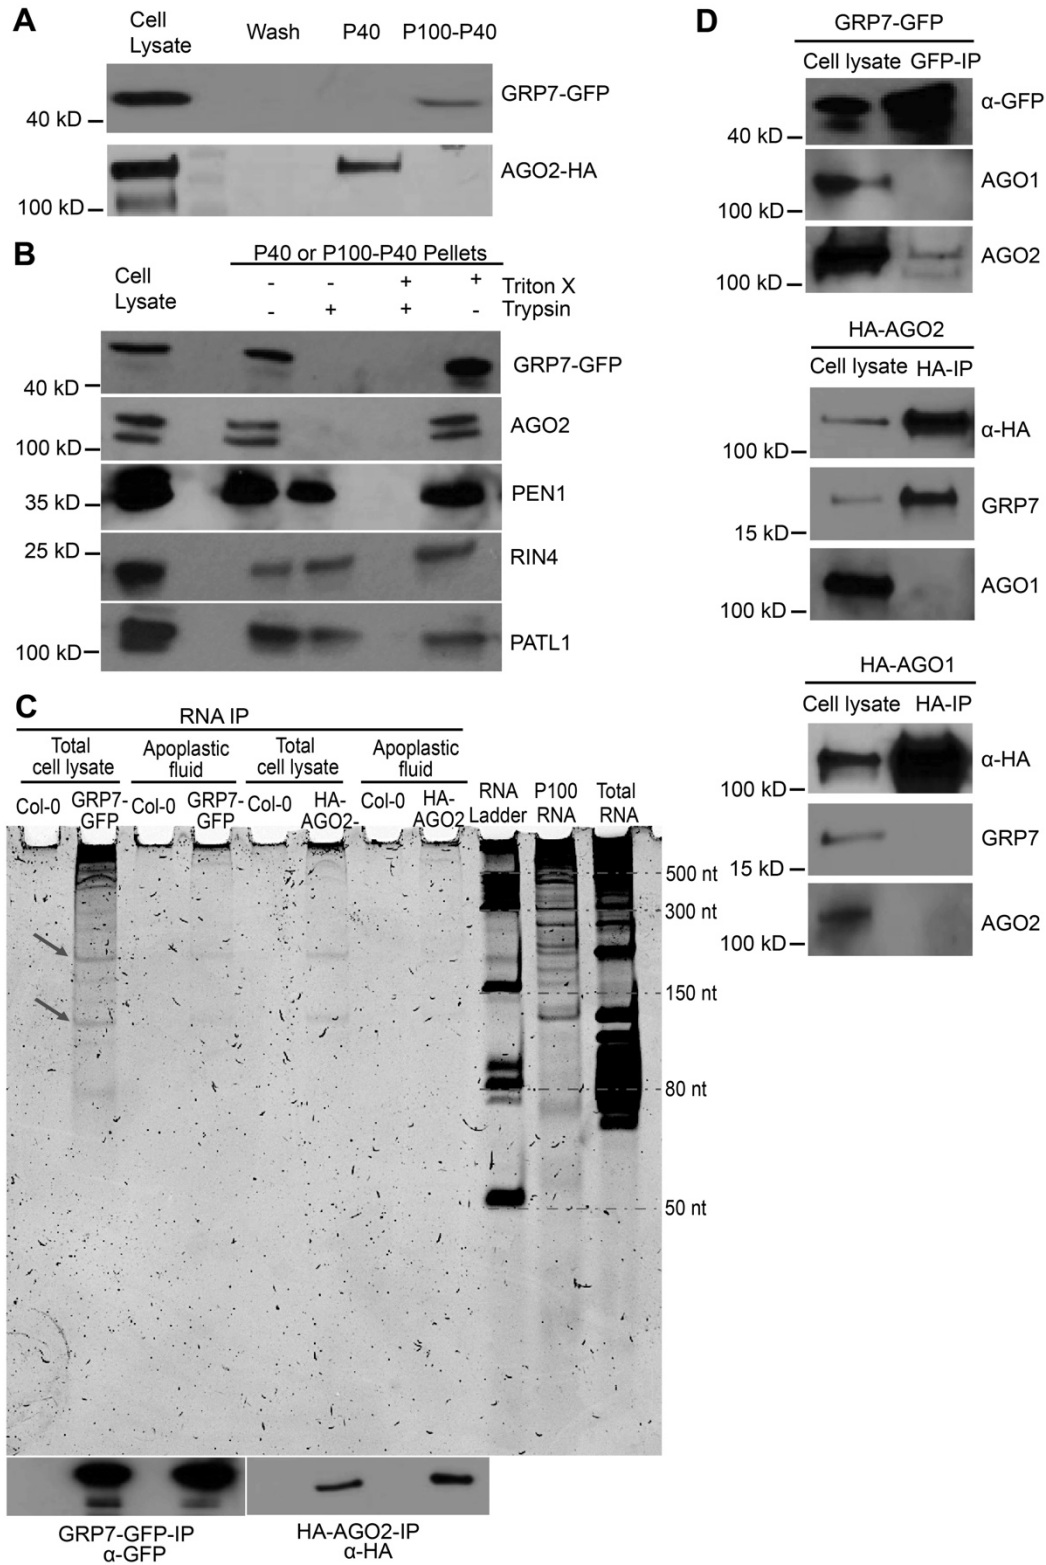 A
Cell
Lysate
Wash
P40
P100-P40
GRP7-GFP
40 kD
AGO2-HA
100 kD
B
P40 or P100-P40 Pellets
Cell
Lysate
- - + + Triton X
- + + - Trypsin
GRP7-GFP
40 kD
AGO2
100 kD
PEN1
35 kD
25 kD
RIN4
PATL1
100 kD
C
RNA IP
Total
cell lysate
Apoplastic
fluid
Total
cell lysate
Apoplastic
fluid
Col-0
GRP7-
GFP
Col-0
GRP7-
GFP
Col-0
HA-
AGO2-
Col-0
HA-
AGO2
RNA
Ladder
P100
RNA
Total
RNA
500 nt
300 nt
150 nt
80 nt
50 nt
GRP7-GFP-IP
α-GFP
HA-AGO2-IP
α-HA
D
GRP7-GFP
Cell lysate GFP-IP
α-GFP
40 kD
AGO1
100 kD
AGO2
100 kD
HA-AGO2
Cell lysate HA-IP
α-HA
100 kD
GRP7
15 kD
AGO1
100 kD
HA-AGO1
Cell lysate HA-IP
α-HA
100 kD
GRP7
15 kD
AGO2
100 kD